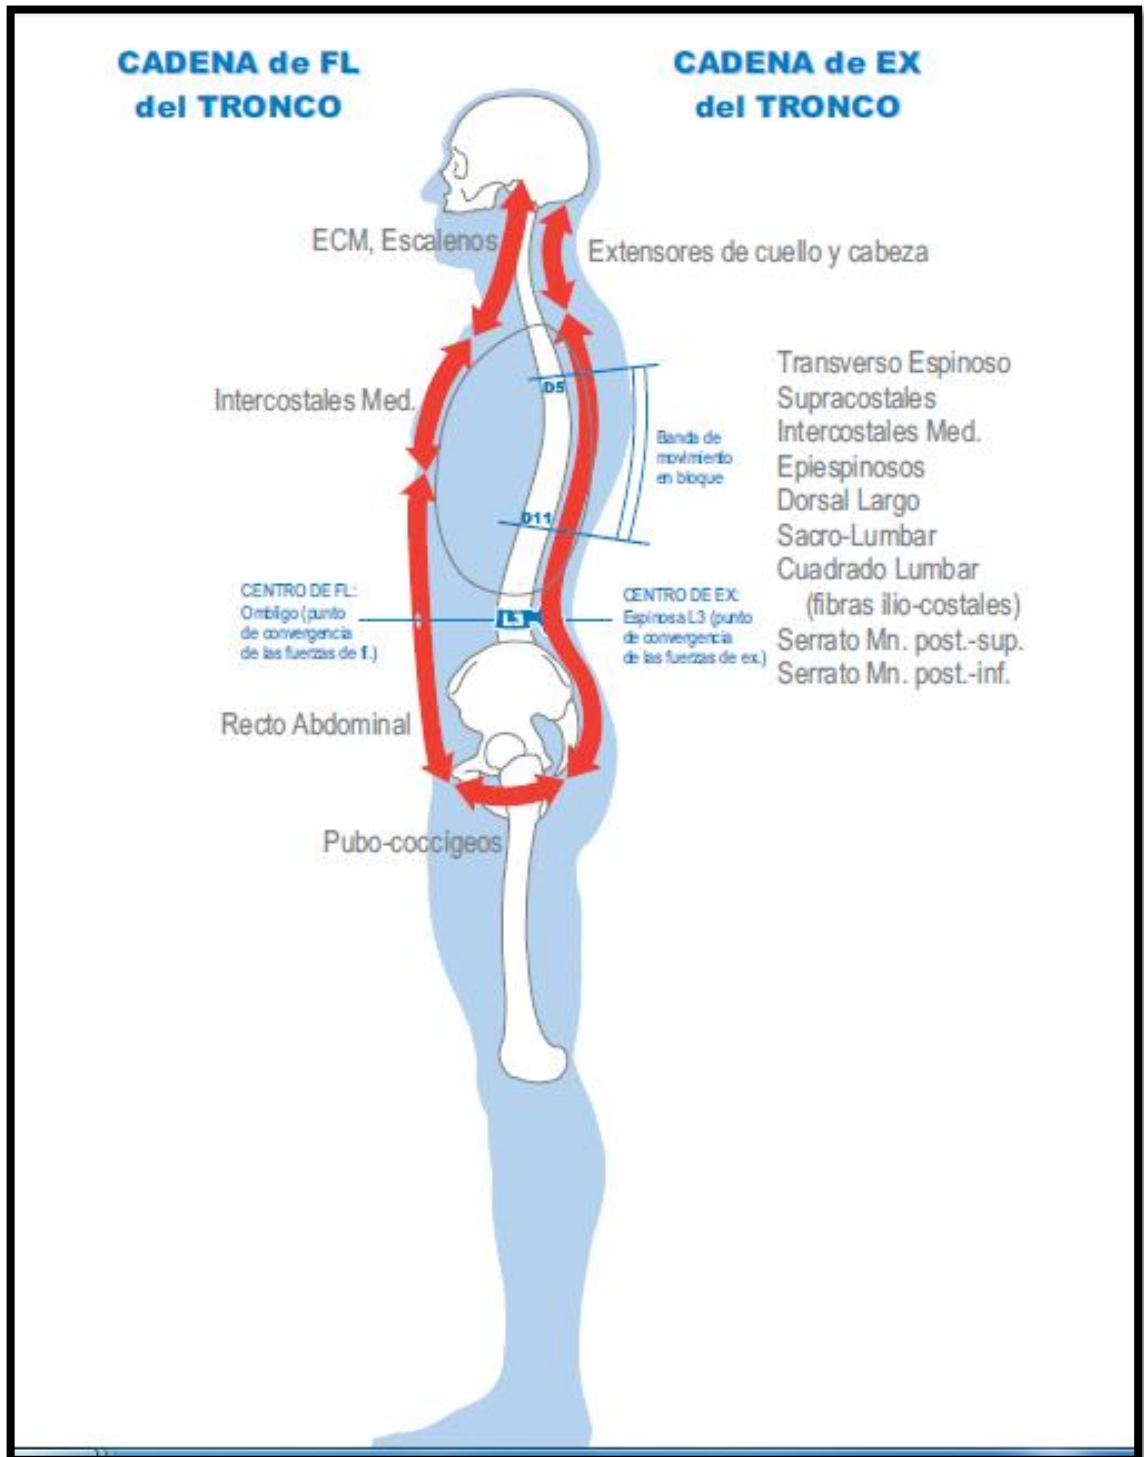 CADENA de FL
del TRONCO
CADENA de EX
del TRONCO
ECM, Escalenos
Extensores de cuello y cabeza
Intercostales Med.
D5
Banda de
movimiento
en bloque
D11
Transverso Espinoso
Supracostales
Intercostales Med.
Epiespinosos
Dorsal Largo
Sacro-Lumbar
Cuadrado Lumbar
(fibras ilio-costales)
Serrato Mn. post.-sup.
Serrato Mn. post.-inf.
CENTRO DE FL:
Ombligo (punto
de convergencia
de las fuerzas de fl.)
L3
CENTRO DE EX:
Espinosa L3 (punto
de convergencia
de las fuerzas de ex.)
Recto Abdominal
Pubo-coccígeos